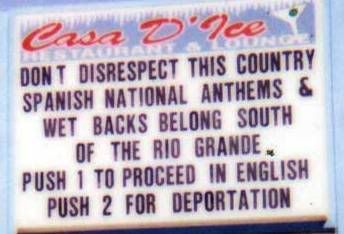 Casa D'Ice
RESTAURANT & LOUNGE
DON T DISRESPECT THIS COUNTRY
SPANISH NATIONAL ANTHEMS &
WET BACKS BELONG SOUTH
OF THE RIO GRANDE
PUSH 1 TO PROCEED IN ENGLISH
PUSH 2 FOR DEPORTATION